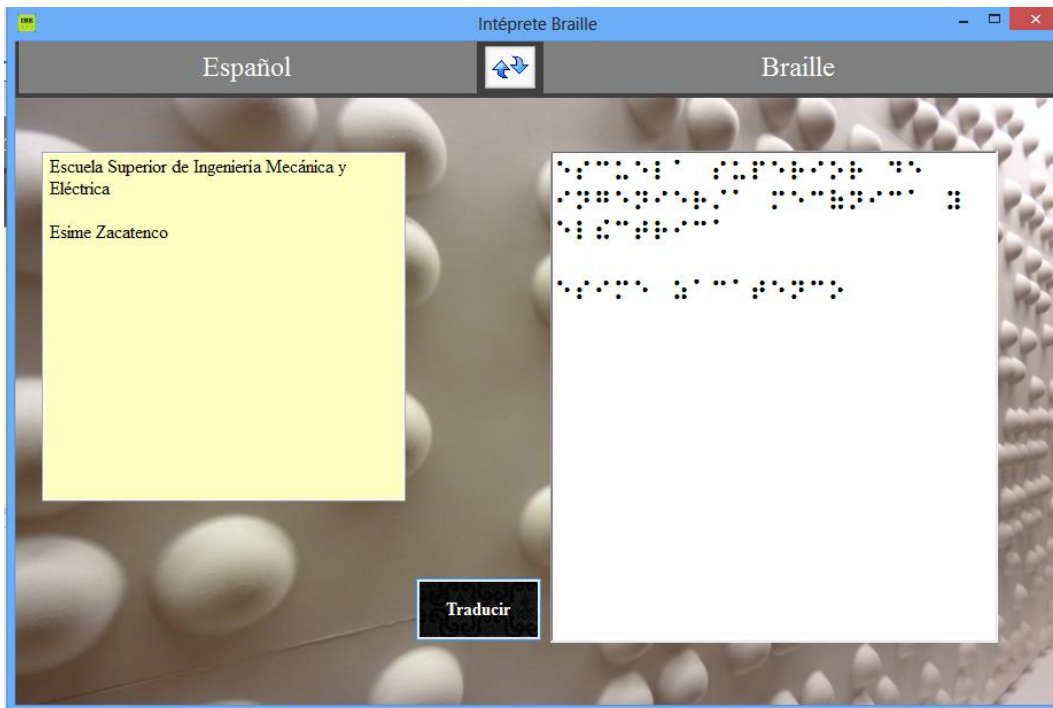 Intéprete Braille
Español
Braille
Escuela Superior de Ingeniería Mecánica y
Eléctrica
Esime Zacatenco
⠑⠎⠉⠥⠑⠇⠁ ⠎⠥⠏⠑⠗⠊⠕⠗ ⠙⠑
⠊⠝⠛⠑⠝⠊⠑⠗⠌⠁ ⠍⠑⠉⠷⠝⠊⠉⠁ ⠽
⠑⠇⠮⠉⠞⠗⠊⠉⠁
⠑⠎⠊⠍⠑ ⠵⠁⠉⠁⠞⠑⠝⠉⠕
Traducir